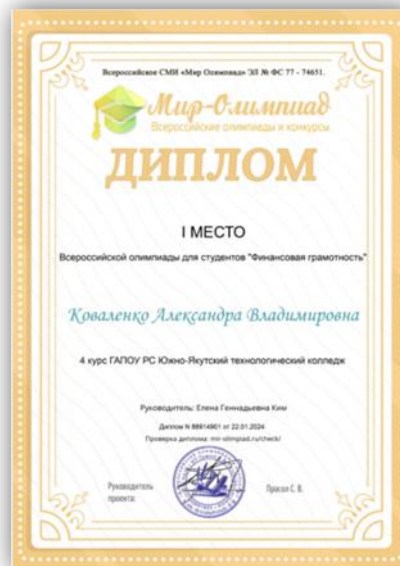 Всероссийское СМИ «Мир Олимпиад» ЭЛ № ФС 77 - 74651.
Мир-Олимпиад
Всероссийские олимпиады и конкурсы
ДИПЛОМ
I МЕСТО
Всероссийской олимпиады для студентов "Финансовая грамотность"
Коваленко Александра Владимировна
4 курс ГАПОУ РС Южно-Якутский технологический колледж
Руководитель: Елена Геннадьевна Ким
Диплом N 88914901 от 22.01.2024
Проверка диплома: mir-olimpiad.ru/check/
Руководитель
проекта:
Прасол С. В.